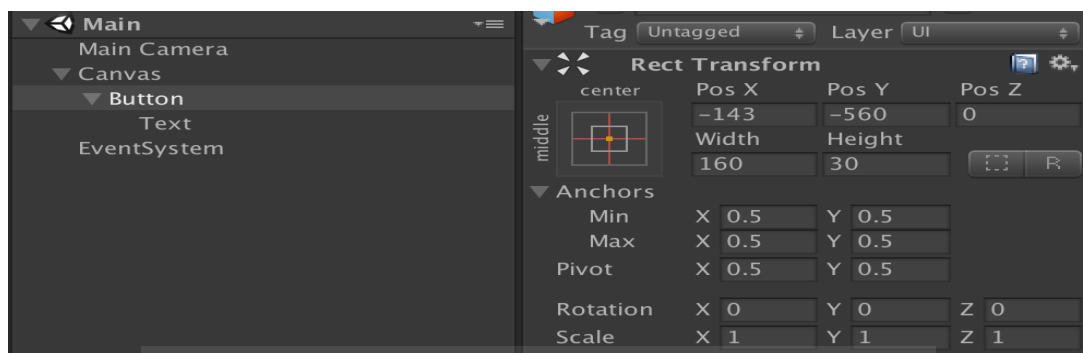 Main
Main Camera
Canvas
Button
Text
EventSystem
Tag Untagged Layer UI
Rect Transform
center Pos X Pos Y Pos Z
middle
-143 -560 0
Width Height
160 30 R
Anchors
Min X 0.5 Y 0.5
Max X 0.5 Y 0.5
Pivot X 0.5 Y 0.5
Rotation X 0 Y 0 Z 0
Scale X 1 Y 1 Z 1